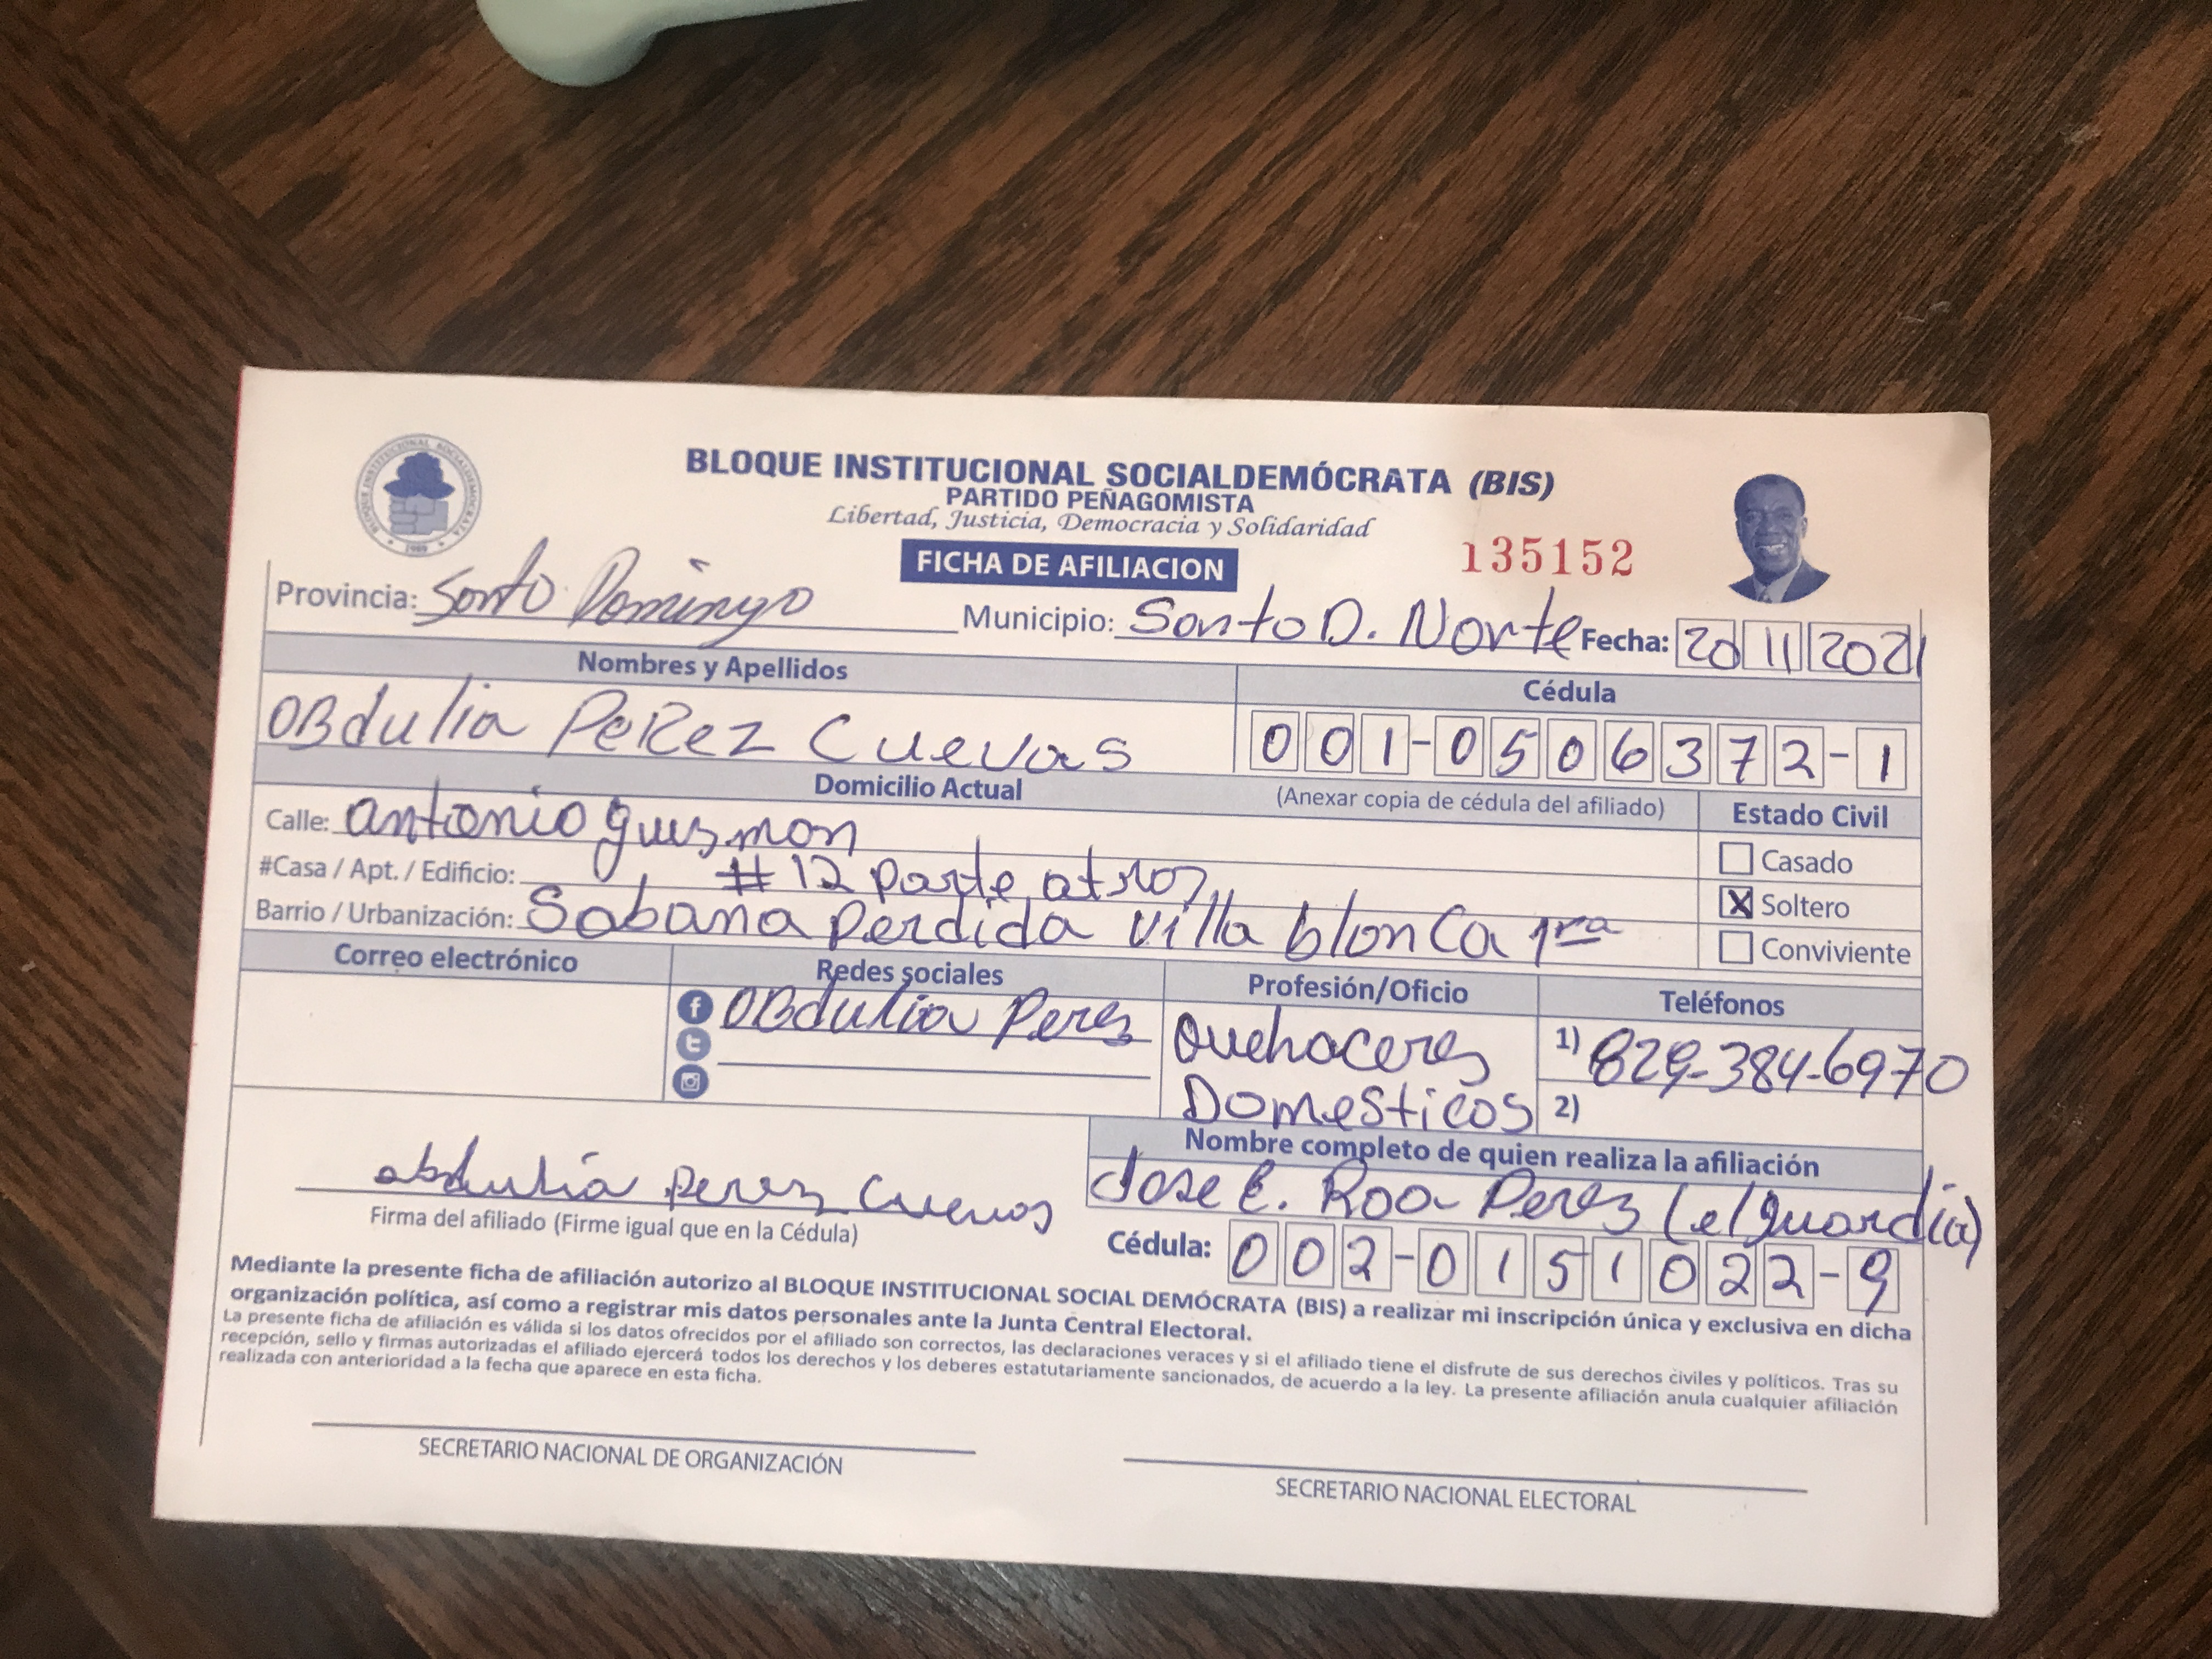 BLOQUE INSTITUCIONAL SOCIALDEMOCRATA
1989
BLOQUE INSTITUCIONAL SOCIALDEMÓCRATA (BIS)
PARTIDO PEÑAGOMISTA
Libertad, Justicia, Democracia y Solidaridad
FICHA DE AFILIACION
135152
Provincia: Santo Domingo Municipio: Santo D. Norte Fecha: 20 11 2021
Nombres y Apellidos Cédula
OBdulia PeRez Cuevas 001-0506372-1
Domicilio Actual (Anexar copia de cédula del afiliado) Estado Civil
Calle: antonio gusman
Casado
#Casa / Apt. / Edificio: #12 parte atras
X Soltero
Barrio / Urbanización: Sabana perdida villa blanca 1ra
Conviviente
Correo electrónico Redes sociales Profesión/Oficio Teléfonos
OBdulia Peres Quehaceres 1) 829-384-6970
Domesticos 2)
Nombre completo de quien realiza la afiliación
obdulia perez Cuevas Jose E. Roa Perez (el guardia)
Firma del afiliado (Firme igual que en la Cédula)
Cédula: 002-0151022-9
Mediante la presente ficha de afiliación autorizo al BLOQUE INSTITUCIONAL SOCIAL DEMÓCRATA (BIS) a realizar mi inscripción única y exclusiva en dicha
organización política, así como a registrar mis datos personales ante la Junta Central Electoral.
La presente ficha de afiliación es válida si los datos ofrecidos por el afiliado son correctos, las declaraciones veraces y si el afiliado tiene el disfrute de sus derechos civiles y políticos. Tras su
recepción, sello y firmas autorizadas el afiliado ejercerá todos los derechos y los deberes estatutariamente sancionados, de acuerdo a la ley. La presente afiliación anula cualquier afiliación
realizada con anterioridad a la fecha que aparece en esta ficha.
SECRETARIO NACIONAL DE ORGANIZACIÓN
SECRETARIO NACIONAL ELECTORAL